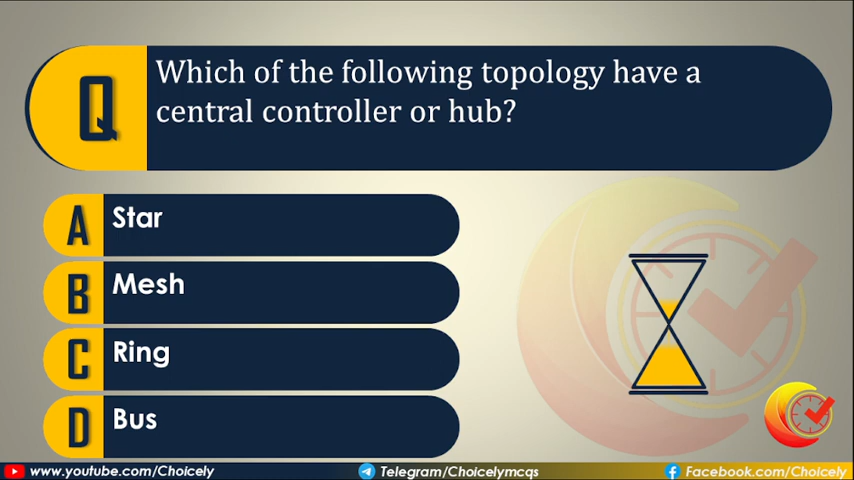 Q
Which of the following topology have a
central controller or hub?
A
Star
B
Mesh
C
Ring
D
Bus
www.youtube.com/Choicely
Telegram/Choicelymcqs
Facebook.com/Choicely